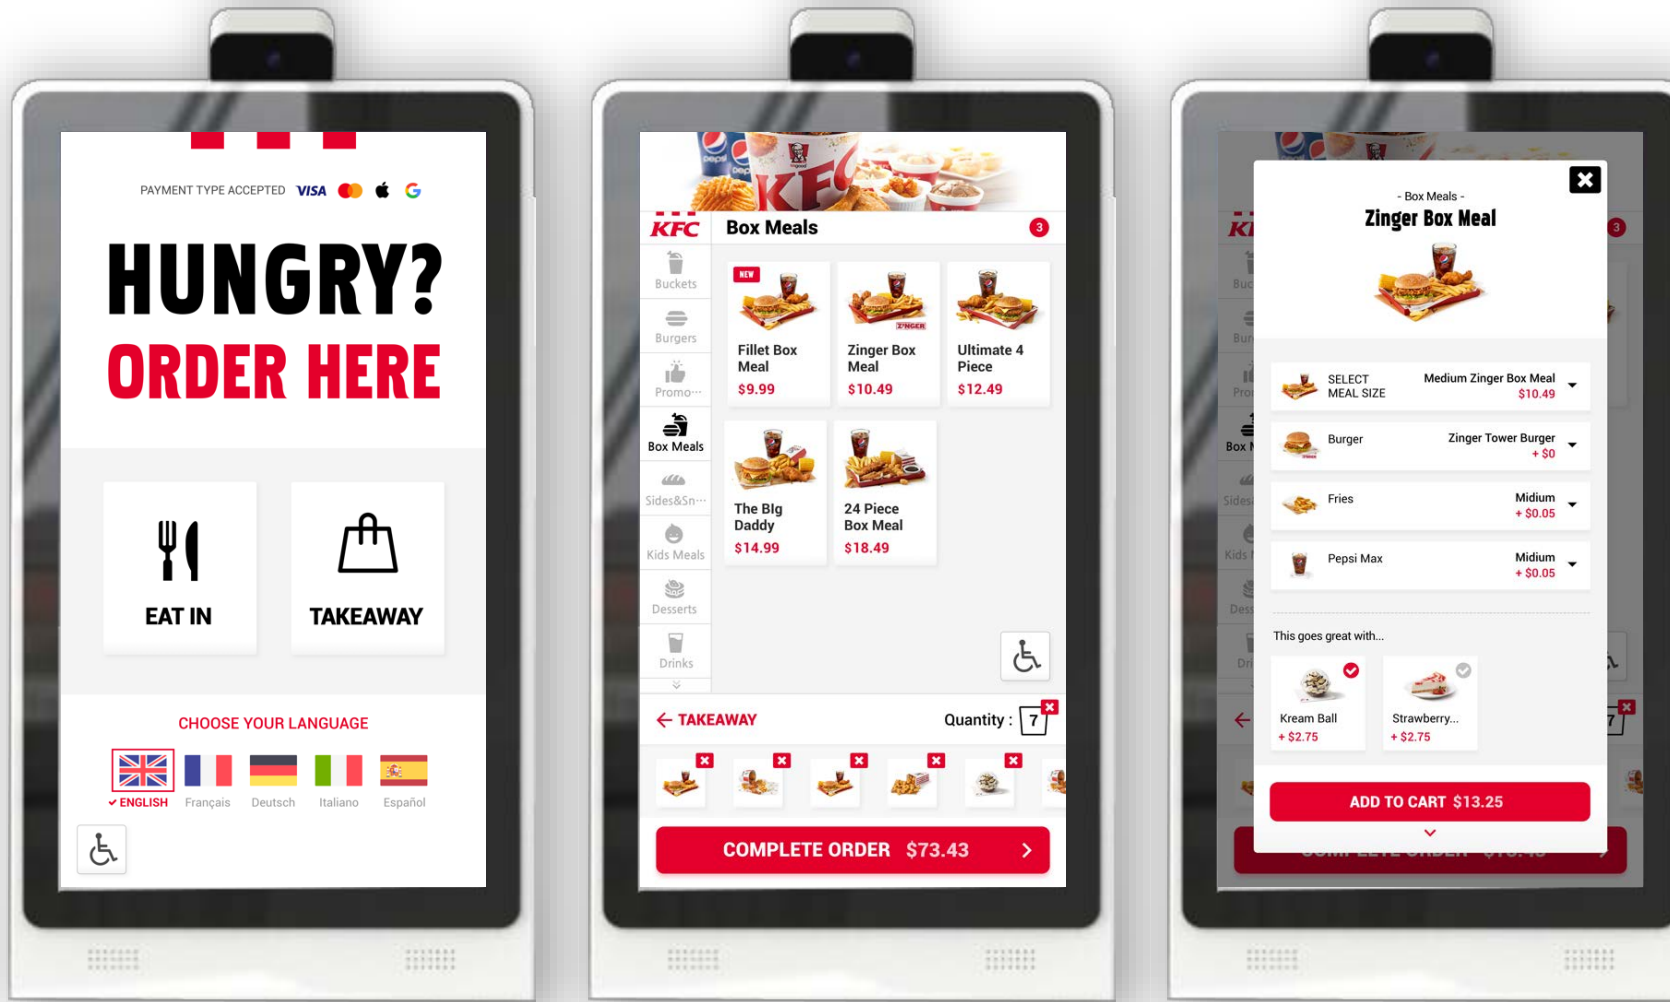 PAYMENT TYPE ACCEPTED VISA
HUNGRY?
ORDER HERE
EAT IN
TAKEAWAY
CHOOSE YOUR LANGUAGE
ENGLISH
Français
Deutsch
Italiano
Español
pepsi
KFC
KFC
Box Meals
3
Buckets
Burgers
Promo···
Box Meals
Sides&Sn···
Kids Meals
Desserts
Drinks
NEW
Fillet Box
Meal
$9.99
ZINGER
Zinger Box
Meal
$10.49
Ultimate 4
Piece
$12.49
The BIg
Daddy
$14.99
24 Piece
Box Meal
$18.49
TAKEAWAY
Quantity : 7
COMPLETE ORDER $73.43
- Box Meals -
Zinger Box Meal
3
SELECT
MEAL SIZE
Medium Zinger Box Meal
$10.49
Burger
Zinger Tower Burger
+ $0
Fries
Midium
+ $0.05
Pepsi Max
Midium
+ $0.05
This goes great with...
Kream Ball
+ $2.75
Strawberry...
+ $2.75
ADD TO CART $13.25